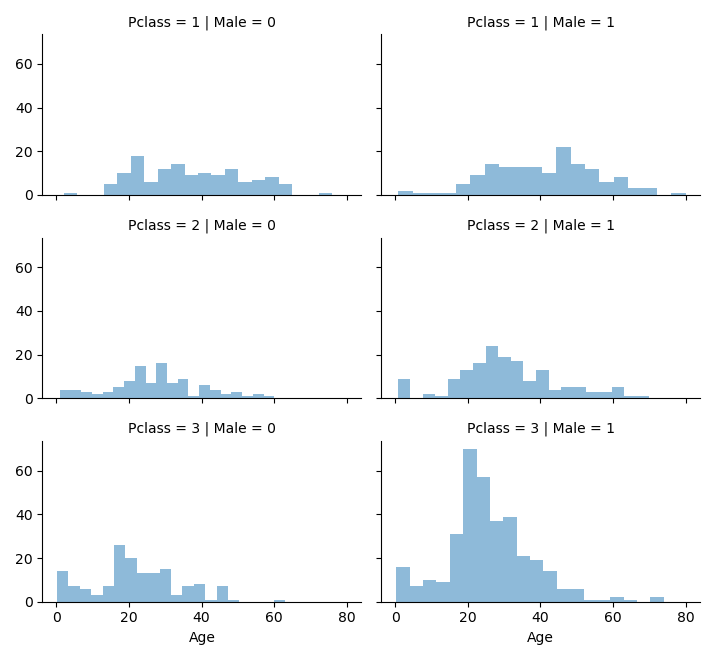 Pclass = 1 | Male = 0
Pclass = 1 | Male = 1
60
40
20
0
Pclass = 2 | Male = 0
Pclass = 2 | Male = 1
60
40
20
0
Pclass = 3 | Male = 0
Pclass = 3 | Male = 1
60
40
20
0
0 20 40 60 80
0 20 40 60 80
Age
Age